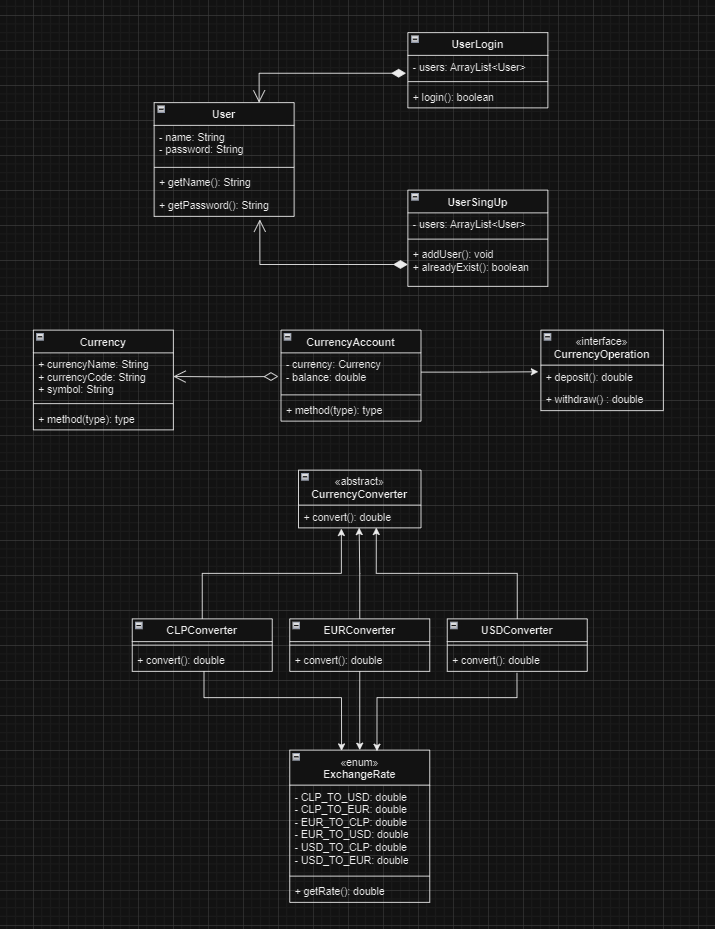 UserLogin
- users: ArrayList<User>
+ login(): boolean
User
- name: String
- password: String
+ getName(): String
+ getPassword(): String
UserSingUp
- users: ArrayList<User>
+ addUser(): void
+ alreadyExist(): boolean
Currency
+ currencyName: String
+ currencyCode: String
+ symbol: String
+ method(type): type
CurrencyAccount
- currency: Currency
- balance: double
+ method(type): type
«interface»
CurrencyOperation
+ deposit(): double
+ withdraw() : double
«abstract»
CurrencyConverter
+ convert(): double
CLPConverter
+ convert(): double
EURConverter
+ convert(): double
USDConverter
+ convert(): double
«enum»
ExchangeRate
- CLP_TO_USD: double
- CLP_TO_EUR: double
- EUR_TO_CLP: double
- EUR_TO_USD: double
- USD_TO_CLP: double
- USD_TO_EUR: double
+ getRate(): double